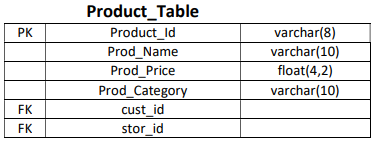 Product_Table
PK Product_Id varchar(8)
Prod_Name varchar(10)
Prod_Price float(4,2)
Prod_Category varchar(10)
FK cust_id
FK stor_id